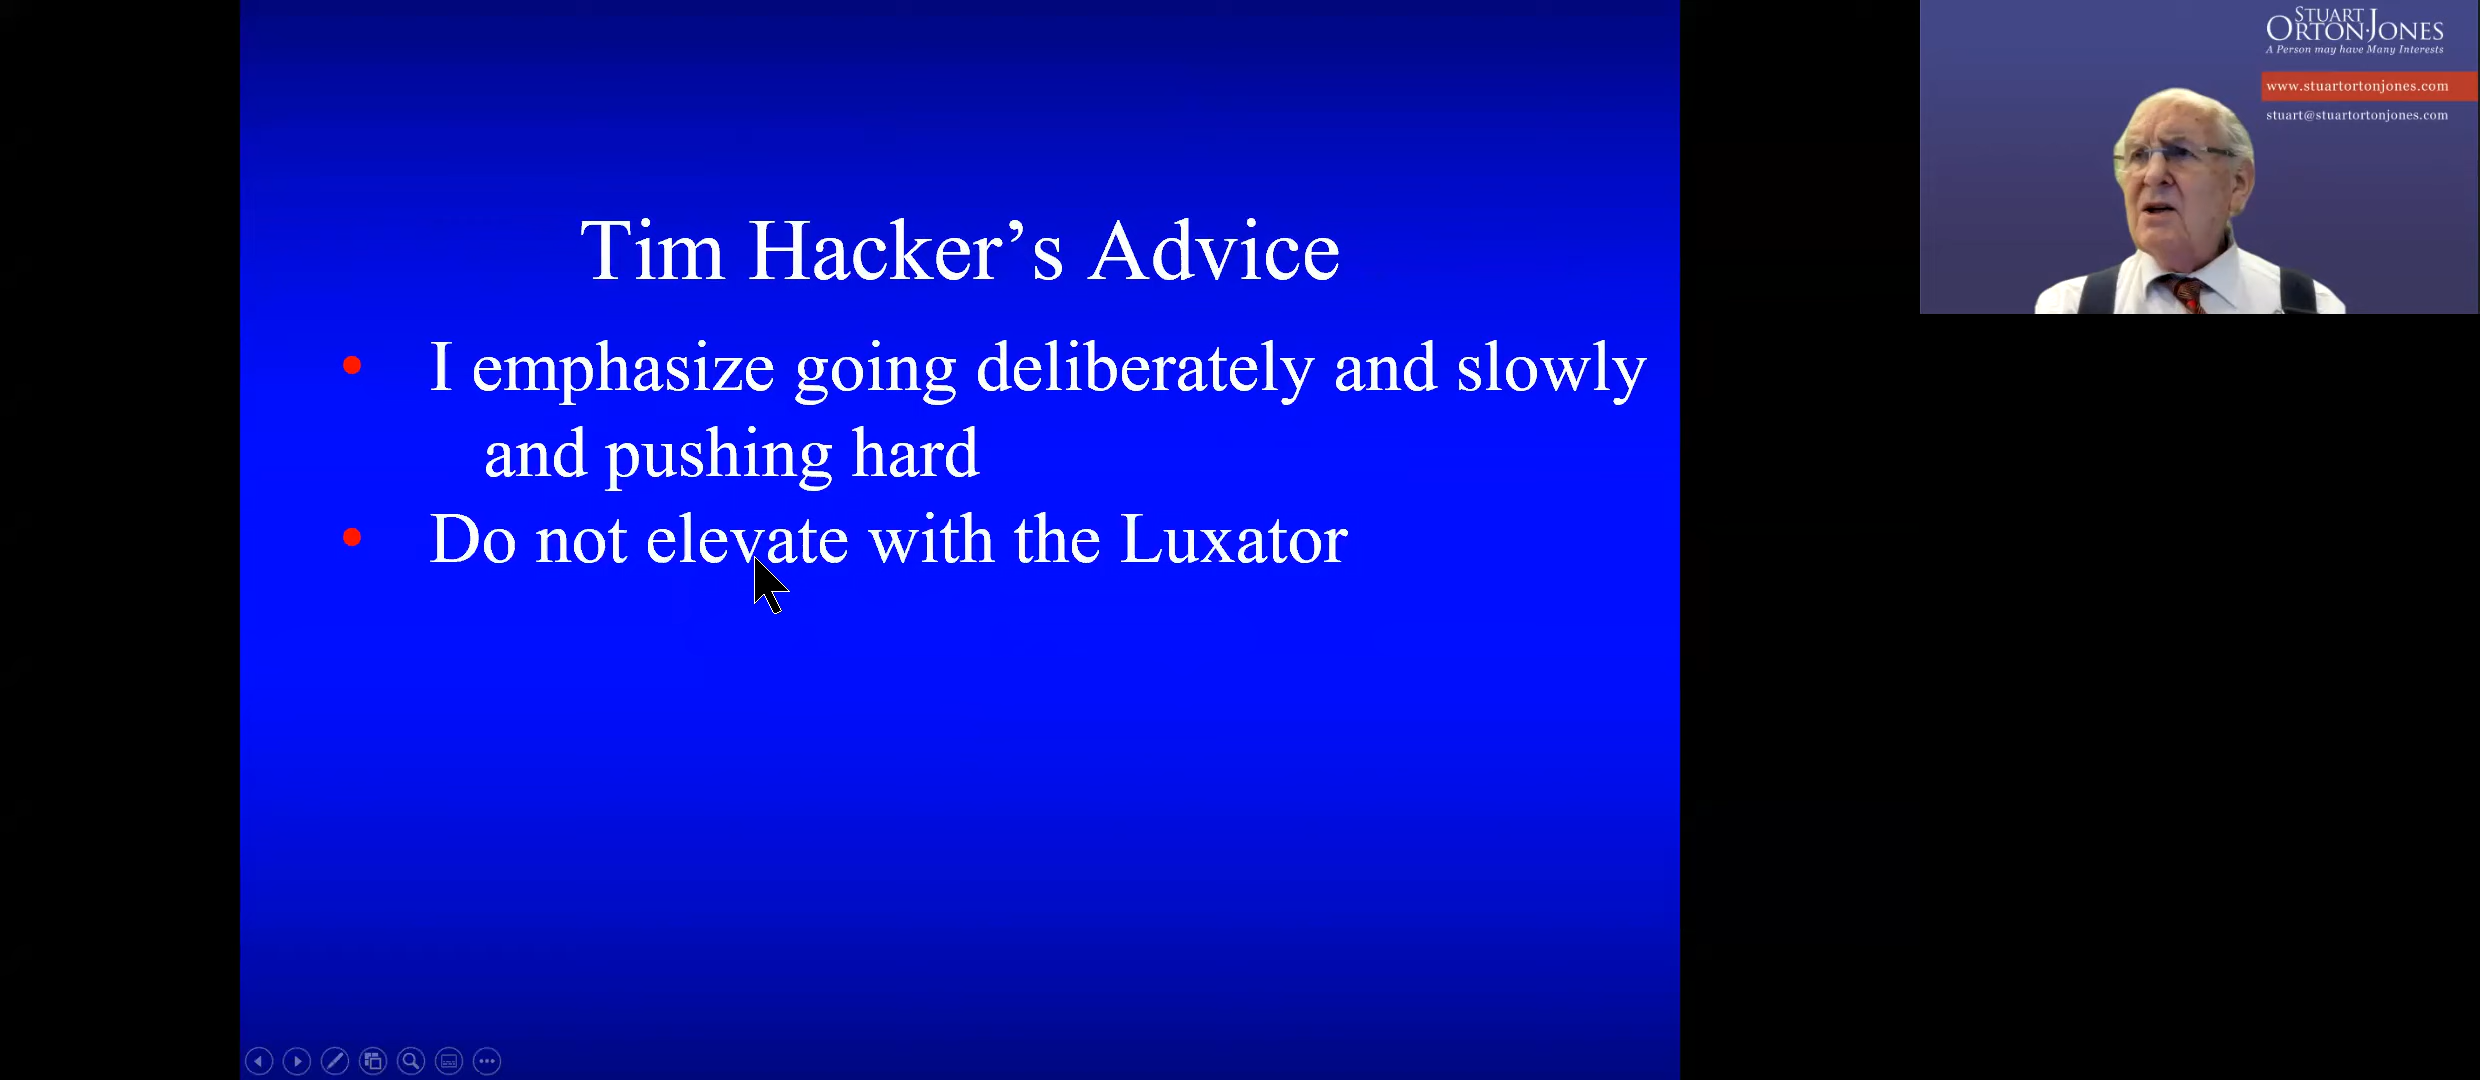 Tim Hacker’s Advice
• I emphasize going deliberately and slowly
and pushing hard
• Do not elevate with the Luxator
STUART
ORTON·JONES
A Person may have Many Interests
www.stuartortonjones.com
stuart@stuartortonjones.com